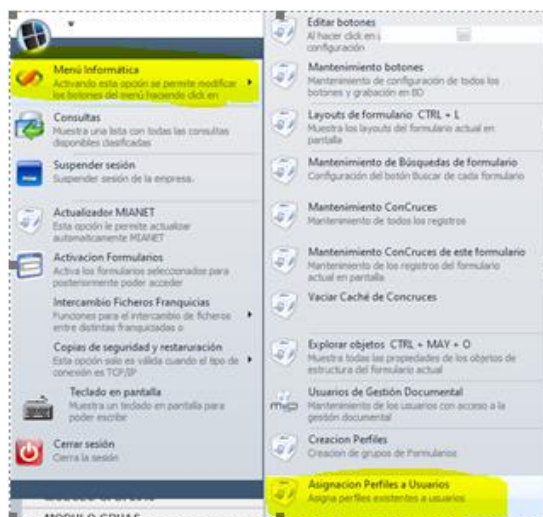 Menú Informática
Activando esta opción se permite modificar
los botones del menú haciendo click en
Consultas
Muestra una lista con todas las consultas
disponibles clasificadas
Suspender sesión
Suspender sesión de la empresa.
Actualizador MIANET
Esta opción le permite actualizar
automaticamente MIANET
Activacion Formularios
Activa los formularios seleccionados para
posteriormente poder acceder
Intercambio Ficheros Franquicias
Funciones para el intercambio de ficheros
entre distintas franquiciadas o
Copias de seguridad y restaruración
Esta opción solo es válida cuando el tipo de
conexión es TCP/IP
Teclado en pantalla
Muestra un teclado en pantalla para
poder escribir
Cerrar sesión
Cierra la sesión
Editar botones
Al hacer click en
configuración
Mantenimiento botones
Mantenimiento de configuración de todos los
botones y grabación en BD
Layouts de formulario CTRL + L
Muestra los layouts del formulario actual en
pantalla
Mantenimiento de Búsquedas de formulario
Configuración del botón Buscar de cada formulario
Mantenimiento ConCruces
Mantenimiento de todos los registros
Mantenimiento ConCruces de este formulario
Mantenimiento de los registros del formulario
actual en pantalla
Vaciar Caché de Concruces
Explorar objetos CTRL + MAY + O
Muestra todas las propiedades de los objetos de
estructura del formulario actual
Usuarios de Gestión Documental
Mantenimiento de los usuarios con acceso a la
gestión documental
Creacion Perfiles
Creacion de grupos de Formularios
Asignacion Perfiles a Usuarios
Asigna perfiles existentes a usuarios